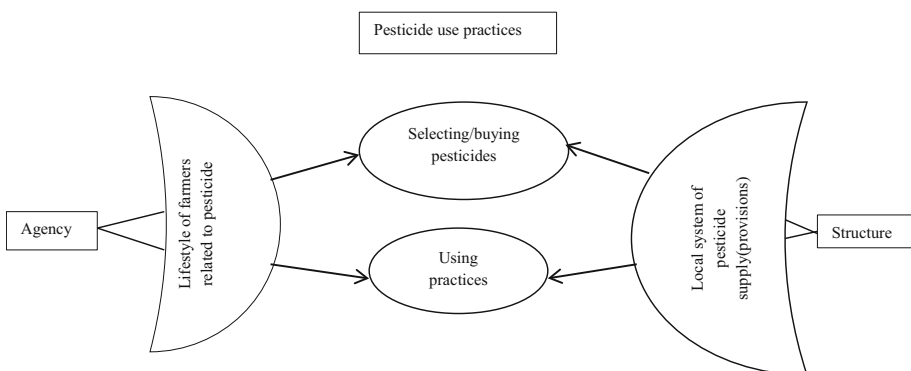 Pesticide use practices
Selecting/buying
pesticides
Lifestyle of farmers
related to pesticide
Agency
Using
practices
Local system of
pesticide
supply(provisions)
Structure